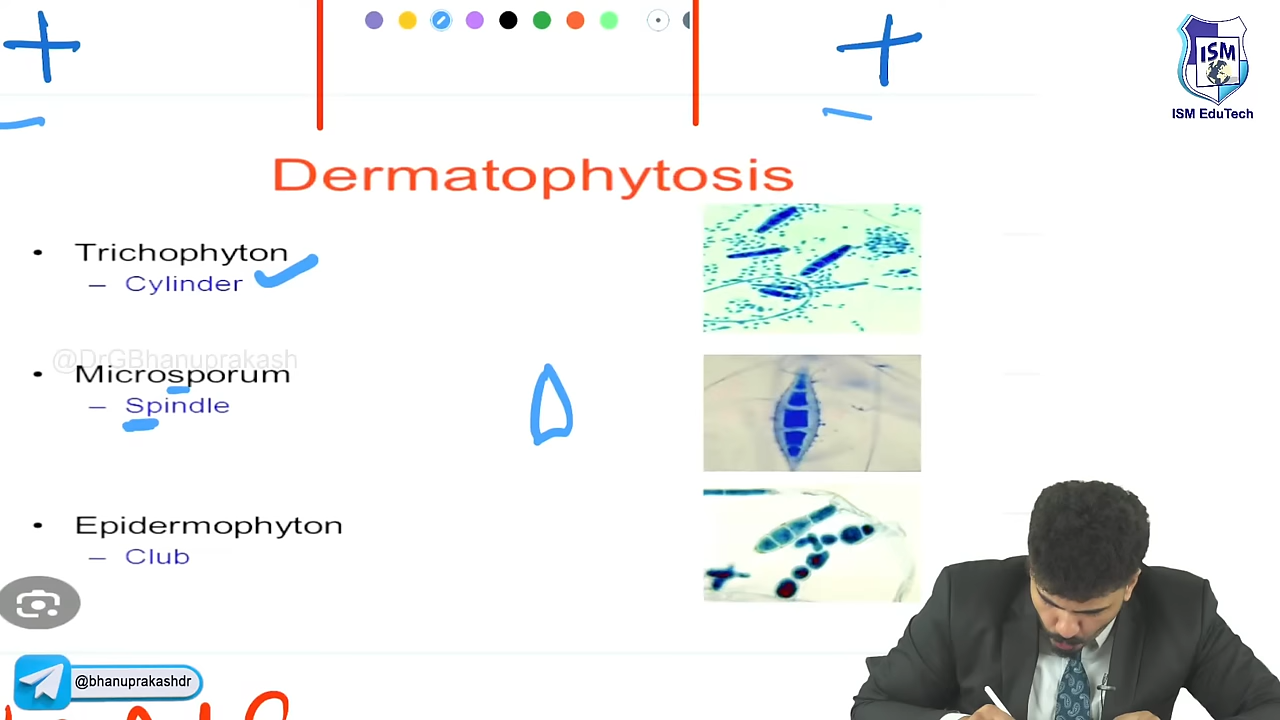 ISM
ISM EduTech
Dermatophytosis
• Trichophyton
– Cylinder
@DrGBhanuprakash
• Microsporum
– Spindle
• Epidermophyton
– Club
@bhanuprakashdr